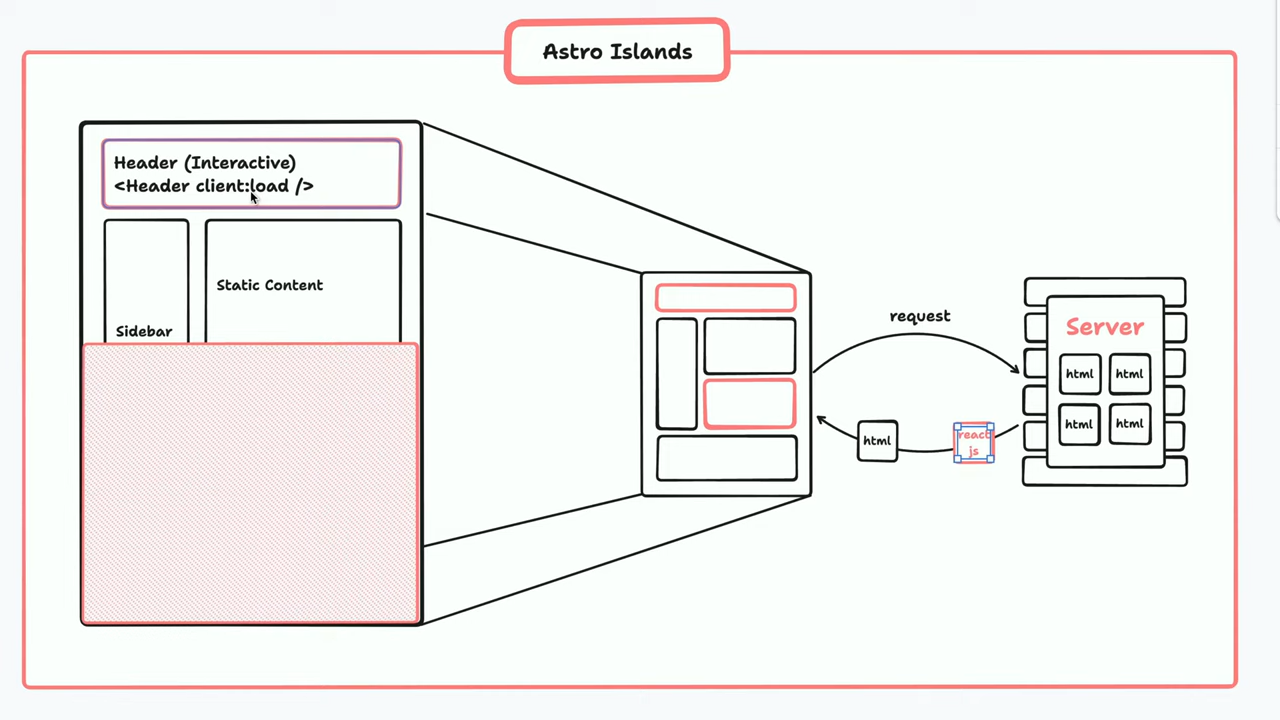 Astro Islands
Header (Interactive)
<Header client:load />
Static Content
Sidebar
request
html
react
js
Server
html html
html html